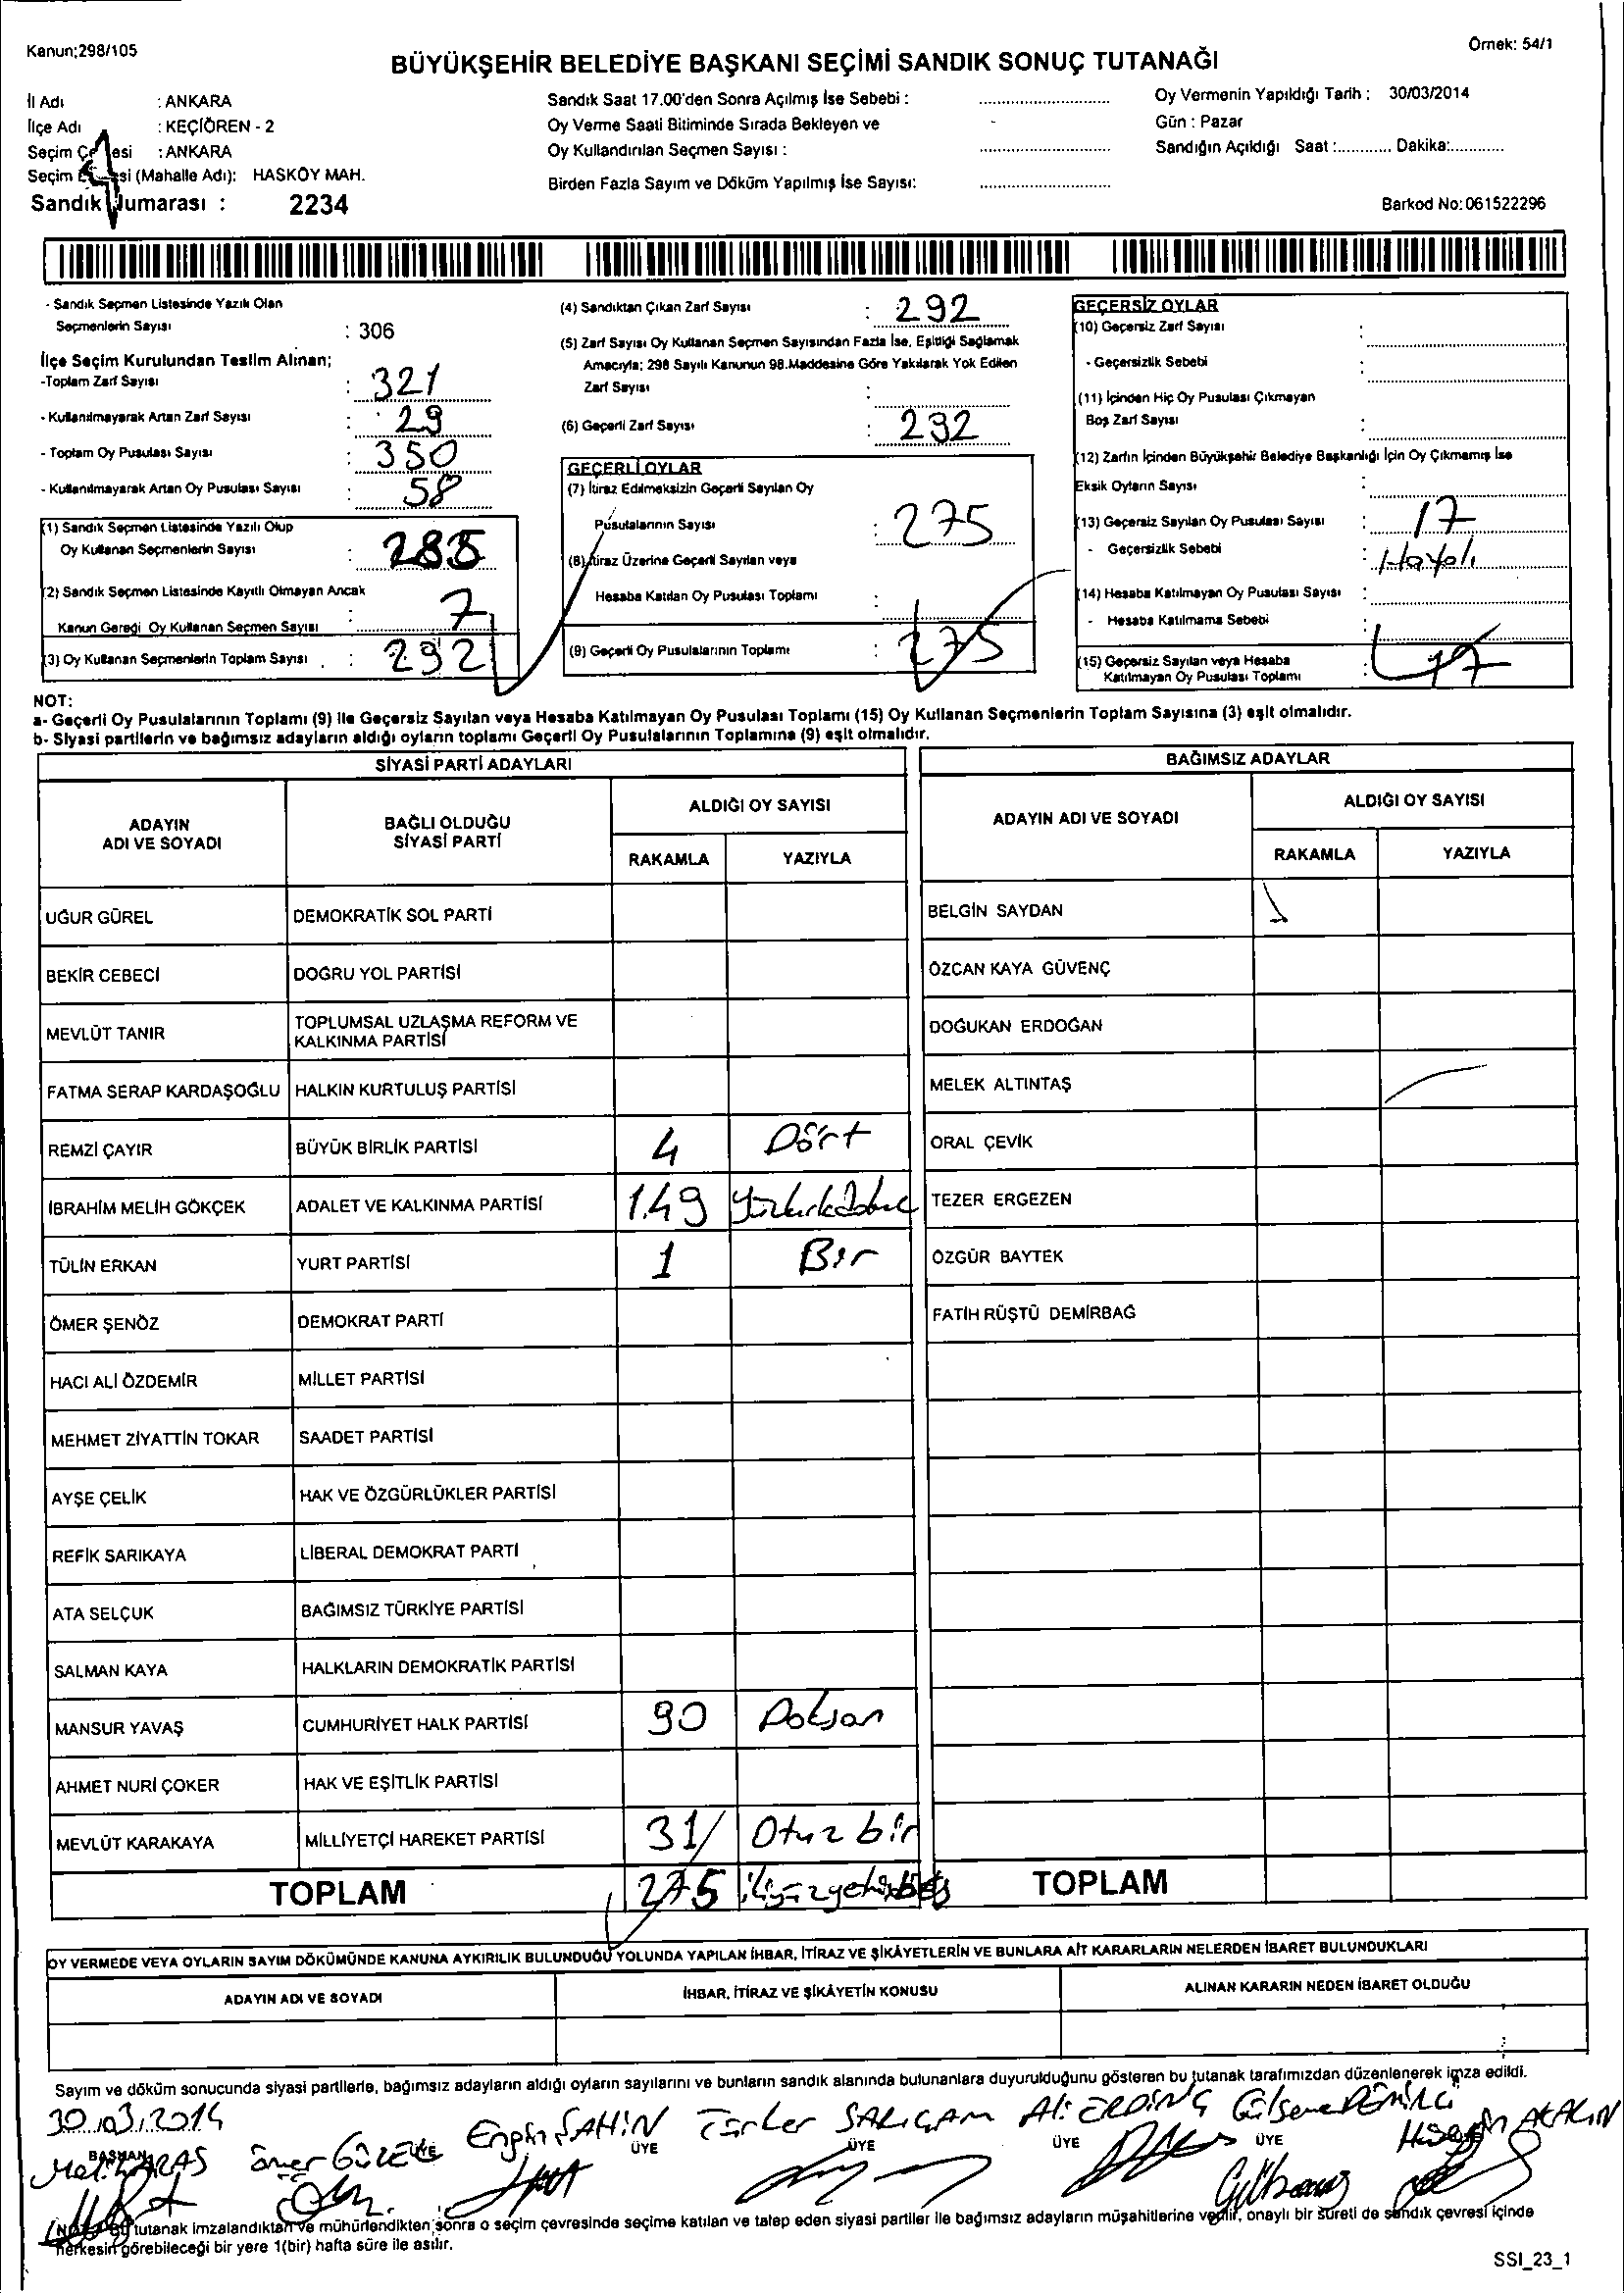 Kanun;298/105
Örnek: 54/1
BÜYÜKŞEHİR BELEDİYE BAŞKANI SEÇİMİ SANDIK SONUÇ TUTANAĞI
İl Adı : ANKARA
İlçe Adı : KEÇİÖREN - 2
Seçim esi : ANKARA
Seçim si (Mahalle Adı): HASKÖY MAH.
Sandık umarası : 2234
Sandık Saat 17.00'den Sonra Açılmış İse Sebebi :
Oy Verme Saati Bitiminde Sırada Bekleyen ve
Oy Kullandırılan Seçmen Sayısı :
Birden Fazla Sayım ve Döküm Yapılmış İse Sayısı:
Oy Vermenin Yapıldığı Tarih : 30/03/2014
Gün : Pazar
Sandığın Açıldığı Saat :............ Dakika:............
Barkod No:061522296
- Sandık Seçmen Listesinde Yazılı Olan
Seçmenlerin Sayısı : 306
İlçe Seçim Kurulundan Teslim Alınan;
-Toplam Zarf Sayısı : 321
- Kullanılmayarak Artan Zarf Sayısı : 29
- Toplam Oy Pusulası Sayısı : 350
- Kullanılmayarak Artan Oy Pusulası Sayısı : 58
(1) Sandık Seçmen Listesinde Yazılı Olup
Oy Kullanan Seçmenlerin Sayısı : 285
(2) Sandık Seçmen Listesinde Kayıtlı Olmayan Ancak
Kanun Gereği Oy Kullanan Seçmen Sayısı : 7
(3) Oy Kullanan Seçmenlerin Toplam Sayısı : 292
(4) Sandıktan Çıkan Zarf Sayısı : 292
(5) Zarf Sayısı Oy Kullanan Seçmen Sayısından Fazla İse, Eşitliği Sağlamak
Amacıyla; 298 Sayılı Kanunun 98.Maddesine Göre Yakılarak Yok Edilen
Zarf Sayısı :
(6) Geçerli Zarf Sayısı : 292
GEÇERLİ OYLAR
(7) İtiraz Edilmeksizin Geçerli Sayılan Oy
Pusulalarının Sayısı : 275
(8) İtiraz Üzerine Geçerli Sayılan veya
Hesaba Katılan Oy Pusulası Toplamı :
(9) Geçerli Oy Pusulalarının Toplamı : 275
GEÇERSİZ OYLAR
(10) Geçersiz Zarf Sayısı :
- Geçersizlik Sebebi :
(11) İçinden Hiç Oy Pusulası Çıkmayan
Boş Zarf Sayısı :
(12) Zarfın İçinden Büyükşehir Belediye Başkanlığı İçin Oy Çıkmamış İse
Eksik Oyların Sayısı :
(13) Geçersiz Sayılan Oy Pusulası Sayısı : 17
- Geçersizlik Sebebi : Hatalı
(14) Hesaba Katılmayan Oy Pusulası Sayısı :
- Hesaba Katılmama Sebebi :
(15) Geçersiz Sayılan veya Hesaba
Katılmayan Oy Pusulası Toplamı : 17
NOT:
a- Geçerli Oy Pusulalarının Toplamı (9) ile Geçersiz Sayılan veya Hesaba Katılmayan Oy Pusulası Toplamı (15) Oy Kullanan Seçmenlerin Toplam Sayısına (3) eşit olmalıdır.
b- Siyasi partilerin ve bağımsız adayların aldığı oyların toplamı Geçerli Oy Pusulalarının Toplamına (9) eşit olmalıdır.
SİYASİ PARTİ ADAYLARI
ADAYIN
ADI VE SOYADI
BAĞLI OLDUĞU
SİYASİ PARTİ
ALDIĞI OY SAYISI
RAKAMLA YAZIYLA
UĞUR GÜREL DEMOKRATİK SOL PARTİ
BEKİR CEBECİ DOĞRU YOL PARTİSİ
MEVLÜT TANIR TOPLUMSAL UZLAŞMA REFORM VE
KALKINMA PARTİSİ
FATMA SERAP KARDAŞOĞLU HALKIN KURTULUŞ PARTİSİ
REMZİ ÇAYIR BÜYÜK BİRLİK PARTİSİ 4 Dört
İBRAHİM MELİH GÖKÇEK ADALET VE KALKINMA PARTİSİ 149 Yüzkırkdokuz
TÜLİN ERKAN YURT PARTİSİ 1 Bir
ÖMER ŞENÖZ DEMOKRAT PARTİ
HACI ALİ ÖZDEMİR MİLLET PARTİSİ
MEHMET ZİYATTİN TOKAR SAADET PARTİSİ
AYŞE ÇELİK HAK VE ÖZGÜRLÜKLER PARTİSİ
REFİK SARIKAYA LİBERAL DEMOKRAT PARTİ
ATA SELÇUK BAĞIMSIZ TÜRKİYE PARTİSİ
SALMAN KAYA HALKLARIN DEMOKRATİK PARTİSİ
MANSUR YAVAŞ CUMHURİYET HALK PARTİSİ 90 Doksan
AHMET NURİ ÇOKER HAK VE EŞİTLİK PARTİSİ
MEVLÜT KARAKAYA MİLLİYETÇİ HAREKET PARTİSİ 31 Otuz bir
TOPLAM 275 ikiyüzyetmişbeş
BAĞIMSIZ ADAYLAR
ADAYIN ADI VE SOYADI
ALDIĞI OY SAYISI
RAKAMLA YAZIYLA
BELGİN SAYDAN
ÖZCAN KAYA GÜVENÇ
DOĞUKAN ERDOĞAN
MELEK ALTINTAŞ
ORAL ÇEVİK
TEZER ERGEZEN
ÖZGÜR BAYTEK
FATİH RÜŞTÜ DEMİRBAĞ
TOPLAM
OY VERMEDE VEYA OYLARIN SAYIM DÖKÜMÜNDE KANUNA AYKIRILIK BULUNDUĞU YOLUNDA YAPILAN İHBAR, İTİRAZ VE ŞİKÂYETLERİN VE BUNLARA AİT KARARLARIN NELERDEN İBARET BULUNDUKLARI
ADAYIN ADI VE SOYADI İHBAR, İTİRAZ VE ŞİKÂYETİN KONUSU ALINAN KARARIN NEDEN İBARET OLDUĞU
Sayım ve döküm sonucunda siyasi partilerle, bağımsız adayların aldığı oyların sayılarını ve bunların sandık alanında bulunanlara duyurulduğunu gösteren bu tutanak tarafımızdan düzenlenerek imza edildi.
30.03.2014
Engin ŞAHİN Türker SARIÇAM Ali ERDİNÇ Gülsene DEMİRCİ Hüseyin AKALIN
BAŞKAN ÜYE ÜYE ÜYE ÜYE ÜYE
Melih ARAS Ömer GÜZEL
NOT: Bu tutanak imzalandıktan ve mühürlendikten sonra o seçim çevresinde seçime katılan ve talep eden siyasi partiler ile bağımsız adayların müşahitlerine verilir, onaylı bir sureti de sandık çevresi içinde
herkesin görebileceği bir yere 1(bir) hafta süre ile asılır.
SSI_23_1